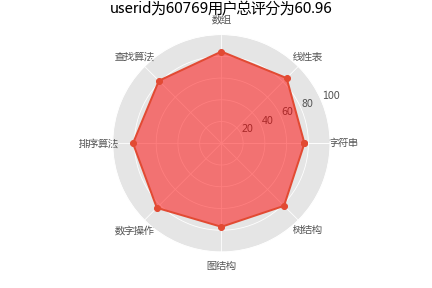 userid为60769用户总评分为60.96
数组
查找算法
线性表
100
80
60
40
20
排序算法
字符串
数字操作
树结构
图结构